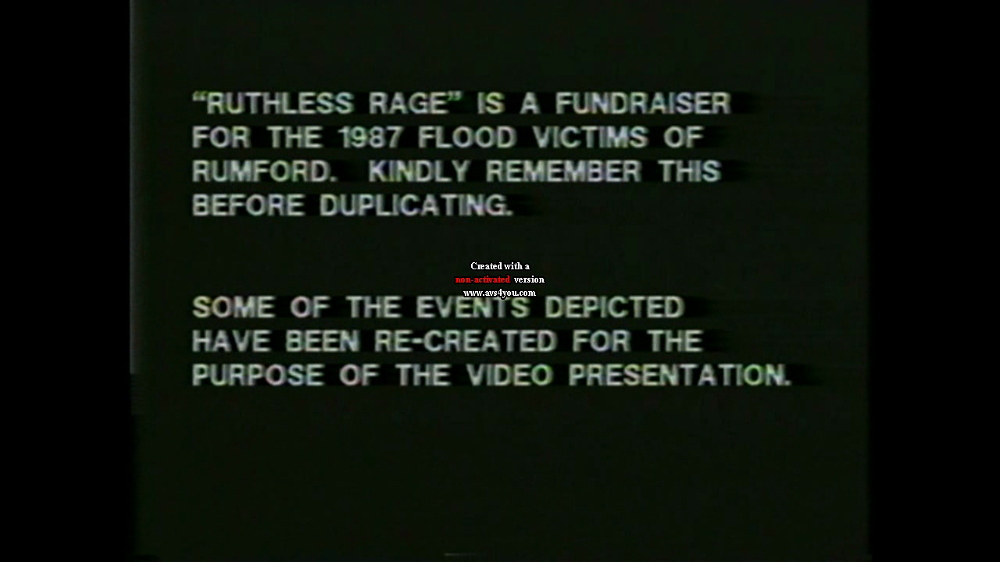 “RUTHLESS RAGE” IS A FUNDRAISER
FOR THE 1987 FLOOD VICTIMS OF
RUMFORD. KINDLY REMEMBER THIS
BEFORE DUPLICATING.
Created with a
non-activated version
www.avs4you.com
SOME OF THE EVENTS DEPICTED
HAVE BEEN RE-CREATED FOR THE
PURPOSE OF THE VIDEO PRESENTATION.